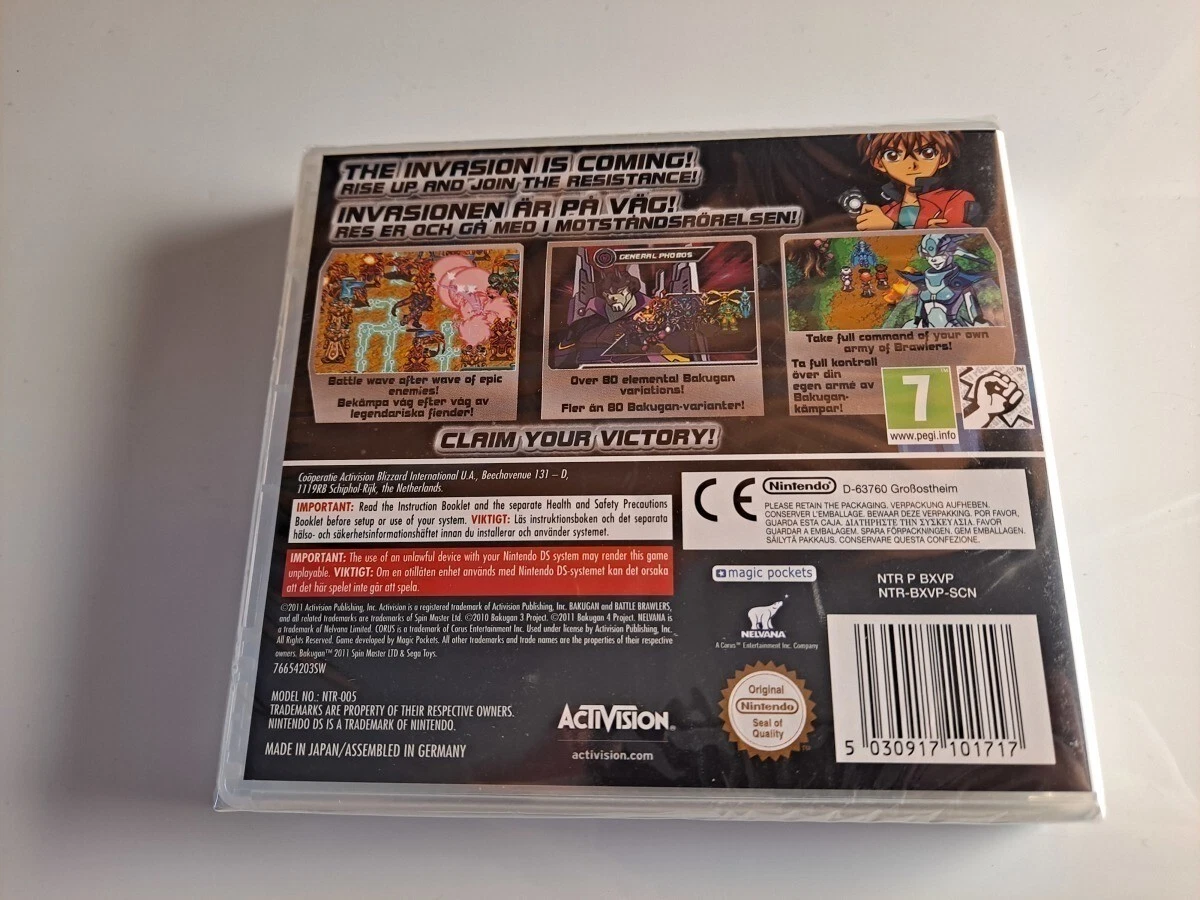 THE INVASION IS COMING!
RISE UP AND JOIN THE RESISTANCE!
INVASIONEN ÄR PÅ VÄG!
RES ER OCH GÅ MED I MOTSTÅNDSRÖRELSEN!
GENERAL PHOBOS
Battle wave after wave of epic
enemies!
Bekämpa våg efter våg av
legendariska fiender!
Over 80 elemental Bakugan
variations!
Fler än 80 Bakugan-varianter!
Take full command of your own
army of Brawlers!
Ta full kontroll
över din
egen armé av
Bakugan-
kämpar!
7
www.pegi.info
CLAIM YOUR VICTORY!
Coöperatie Activision Blizzard International U.A., Beechavenue 131 – D,
1119RB Schiphol-Rijk, the Netherlands.
IMPORTANT: Read the Instruction Booklet and the separate Health and Safety Precautions
Booklet before setup or use of your system. VIKTIGT: Läs instruktionsboken och det separata
hälso- och säkerhetsinformationshäftet innan du installerar och använder systemet.
IMPORTANT: The use of an unlawful device with your Nintendo DS system may render this game
unplayable. VIKTIGT: Om en otillåten enhet används med Nintendo DS-systemet kan det orsaka
att det här spelet inte går att spela.
©2011 Activision Publishing, Inc. Activision is a registered trademark of Activision Publishing, Inc. BAKUGAN and BATTLE BRAWLERS,
and all related trademarks are trademarks of Spin Master Ltd. ©2010 Bakugan 3 Project. ©2011 Bakugan 4 Project. NELVANA is
a trademark of Nelvana Limited. CORUS is a trademark of Corus Entertainment Inc. Used under license by Activision Publishing, Inc.
All Rights Reserved. Game developed by Magic Pockets. All other trademarks and trade names are the properties of their respective
owners. Bakugan™ 2011 Spin Master LTD & Sega Toys.
76654203SW
MODEL NO.: NTR-005
TRADEMARKS ARE PROPERTY OF THEIR RESPECTIVE OWNERS.
NINTENDO DS IS A TRADEMARK OF NINTENDO.
MADE IN JAPAN/ASSEMBLED IN GERMANY
ACTIVISION®
activision.com
CE
Nintendo® D-63760 Großostheim
PLEASE RETAIN THE PACKAGING. VERPACKUNG AUFHEBEN.
CONSERVER L'EMBALLAGE. BEWAAR DEZE VERPAKKING. POR FAVOR,
GUARDA ESTA CAJA. ΔΙΑΤΗΡΗΣΤΕ ΤΗΝ ΣΥΣΚΕΥΑΣΙΑ. FAVOR
GUARDAR A EMBALAGEM. SPARA FÖRPACKNINGEN. GEM EMBALLAGEN.
SÄILYTÄ PAKKAUS. CONSERVARE QUESTA CONFEZIONE.
magic pockets
NELVANA
A Corus™ Entertainment Inc. Company
NTR P BXVP
NTR-BXVP-SCN
Original
Nintendo
Seal of
Quality
TM
5 030917 101717